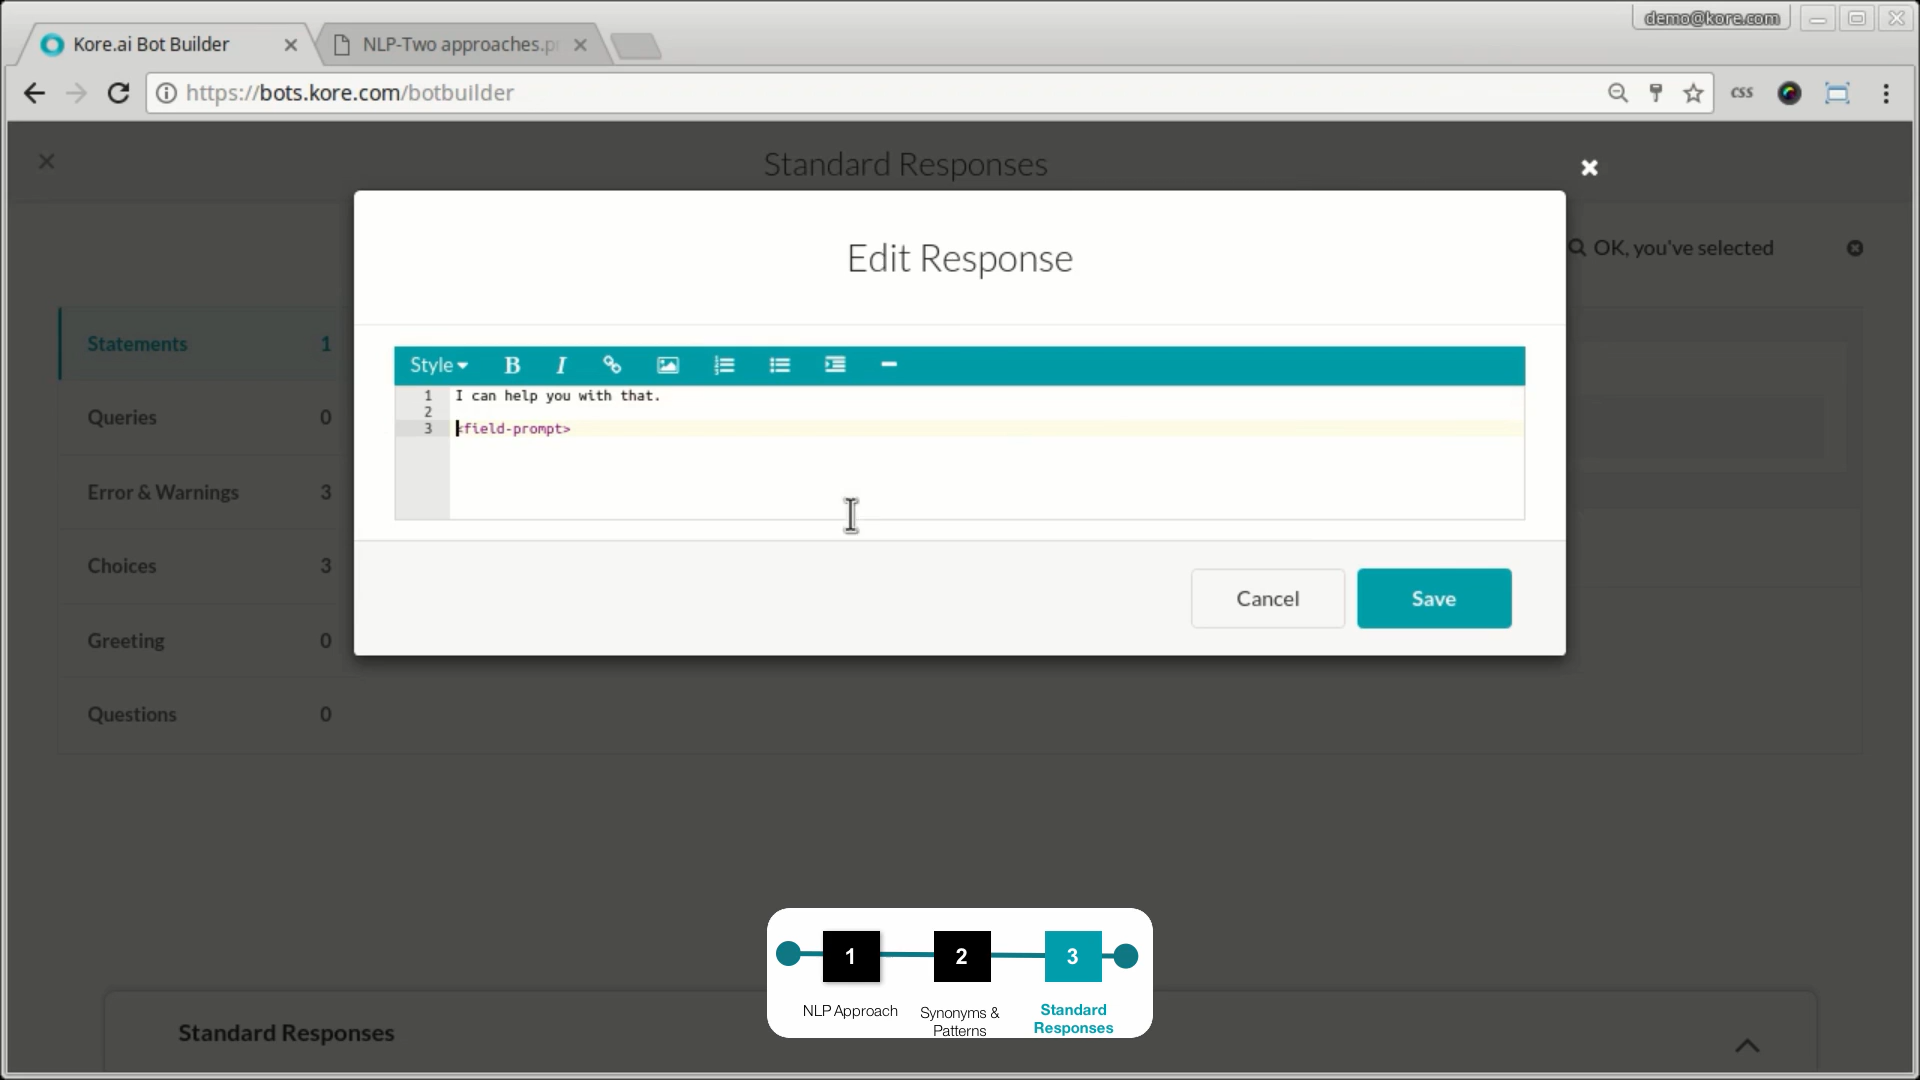 demo@kore.com
Kore.ai Bot Builder
NLP-Two approaches.p
https://bots.kore.com/botbuilder
css
Standard Responses
Edit Response
OK, you've selected
Style
B
I
1 I can help you with that.
2
3 <field-prompt>
Statements 1
Queries 0
Error & Warnings 3
Choices 3
Greeting 0
Questions 0
Cancel
Save
1
2
3
NLP Approach
Synonyms &
Patterns
Standard
Responses
Standard Responses